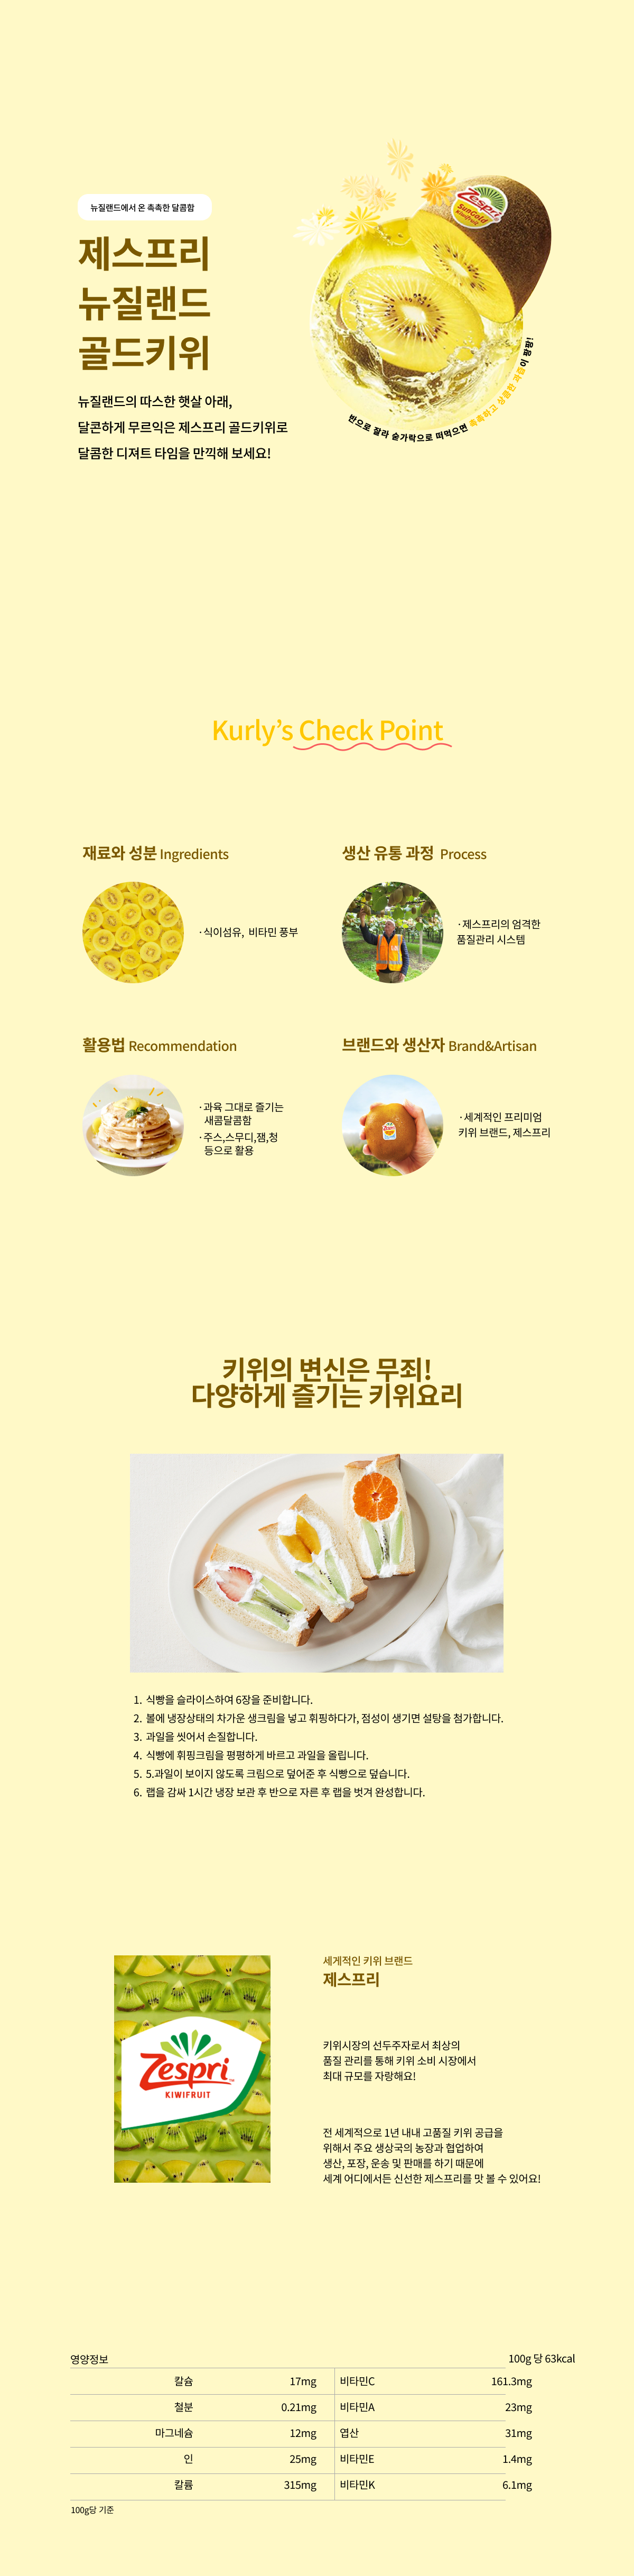 뉴질랜드에서 온 촉촉한 달콤함
제스프리
뉴질랜드
골드키위
뉴질랜드의 따스한 햇살 아래,
달콘하게 무르익은 제스프리 골드키위로
달콤한 디져트 타임을 만끽해 보세요!
Zespri
SunGold
Kiwifruit
반으로 잘라 숟가락으로 떠먹으면 촉촉하고 상콤한 과즙이 팡팡!
Kurly's Check Point
재료와 성분 Ingredients
· 식이섬유, 비타민 풍부
생산 유통 과정 Process
· 제스프리의 엄격한
품질관리 시스템
활용법 Recommendation
· 과육 그대로 즐기는
새콤달콤함
· 주스,스무디,잼,청
등으로 활용
브랜드와 생산자 Brand&Artisan
· 세계적인 프리미엄
키위 브랜드, 제스프리
키위의 변신은 무죄!
다양하게 즐기는 키위요리
1. 식빵을 슬라이스하여 6장을 준비합니다.
2. 볼에 냉장상태의 차가운 생크림을 넣고 휘핑하다가, 점성이 생기면 설탕을 첨가합니다.
3. 과일을 씻어서 손질합니다.
4. 식빵에 휘핑크림을 평평하게 바르고 과일을 올립니다.
5. 5.과일이 보이지 않도록 크림으로 덮어준 후 식빵으로 덮습니다.
6. 랩을 감싸 1시간 냉장 보관 후 반으로 자른 후 랩을 벗겨 완성합니다.
Zespri™
KIWIFRUIT
세게적인 키위 브랜드
제스프리
키위시장의 선두주자로서 최상의
품질 관리를 통해 키위 소비 시장에서
최대 규모를 자랑해요!
전 세계적으로 1년 내내 고품질 키위 공급을
위해서 주요 생상국의 농장과 협업하여
생산, 포장, 운송 및 판매를 하기 때문에
세계 어디에서든 신선한 제스프리를 맛 볼 수 있어요!
영양정보 100g 당 63kcal
칼슘 17mg 비타민C 161.3mg
철분 0.21mg 비타민A 23mg
마그네슘 12mg 엽산 31mg
인 25mg 비타민E 1.4mg
칼륨 315mg 비타민K 6.1mg
100g당 기준